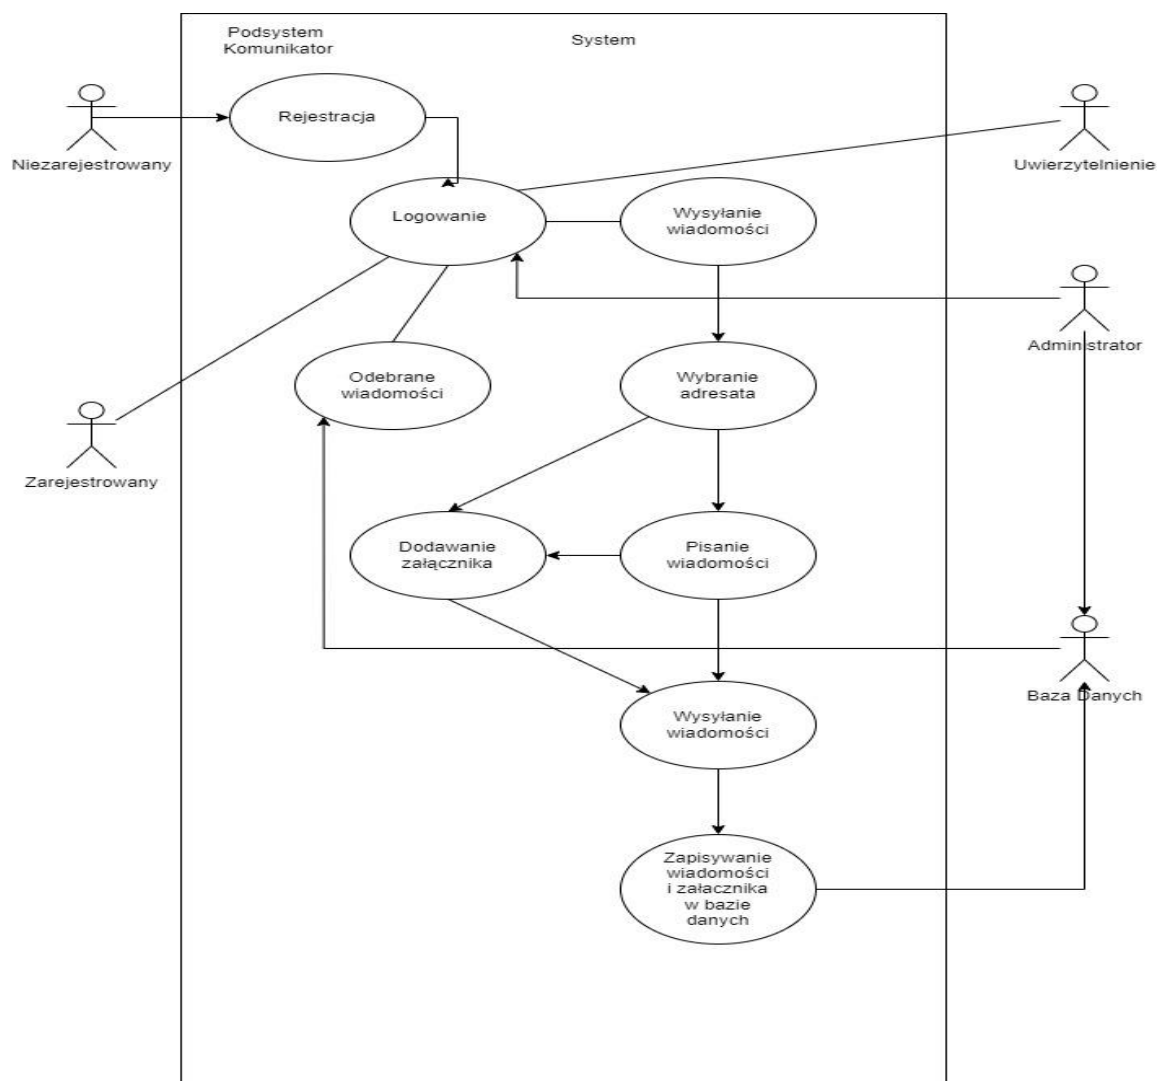 Podsystem
Komunikator
System
Rejestracja
Niezarejestrowany
Uwierzytelnienie
Logowanie
Wysyłanie
wiadomości
Administrator
Odebrane
wiadomości
Wybranie
adresata
Zarejestrowany
Dodawanie
załącznika
Pisanie
wiadomości
Baza Danych
Wysyłanie
wiadomości
Zapisywanie
wiadomości
i załacznika
w bazie
danych